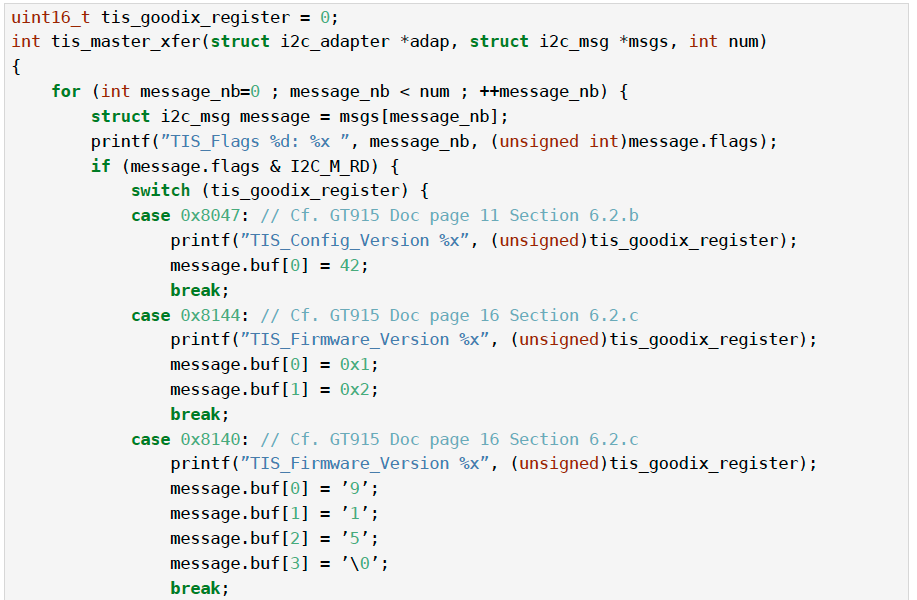 uint16_t tis_goodix_register = 0;
int tis_master_xfer(struct i2c_adapter *adap, struct i2c_msg *msgs, int num)
{
    for (int message_nb=0 ; message_nb < num ; ++message_nb) {
        struct i2c_msg message = msgs[message_nb];
        printf(”TIS_Flags %d: %x ”, message_nb, (unsigned int)message.flags);
        if (message.flags & I2C_M_RD) {
            switch (tis_goodix_register) {
            case 0x8047: // Cf. GT915 Doc page 11 Section 6.2.b
                printf(”TIS_Config_Version %x”, (unsigned)tis_goodix_register);
                message.buf[0] = 42;
                break;
            case 0x8144: // Cf. GT915 Doc page 16 Section 6.2.c
                printf(”TIS_Firmware_Version %x”, (unsigned)tis_goodix_register);
                message.buf[0] = 0x1;
                message.buf[1] = 0x2;
                break;
            case 0x8140: // Cf. GT915 Doc page 16 Section 6.2.c
                printf(”TIS_Firmware_Version %x”, (unsigned)tis_goodix_register);
                message.buf[0] = ’9’;
                message.buf[1] = ’1’;
                message.buf[2] = ’5’;
                message.buf[3] = ’\0’;
                break;